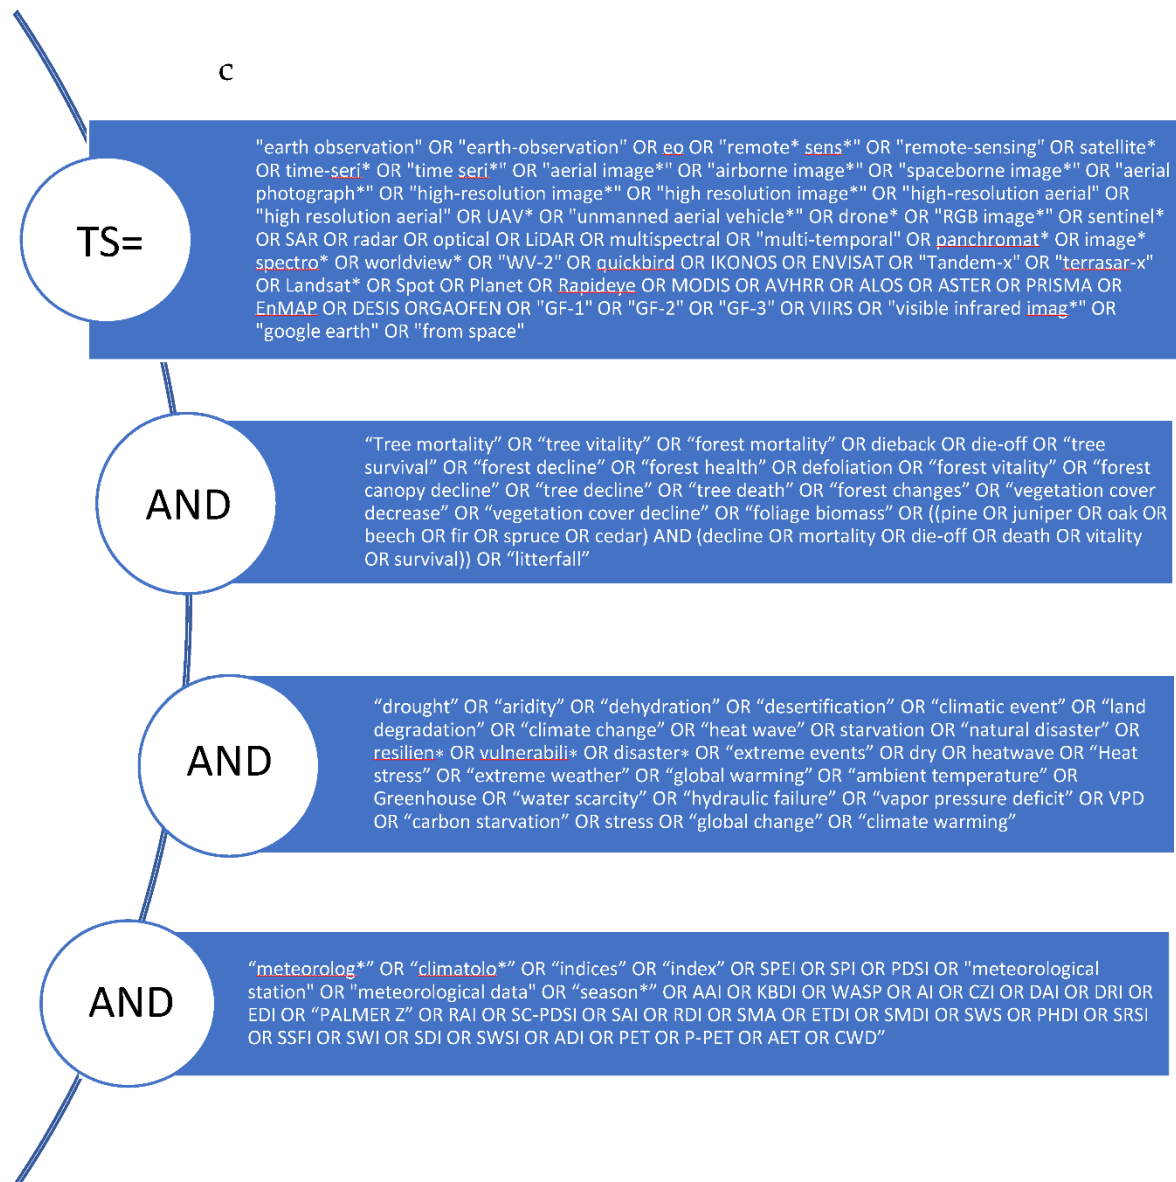 c
TS=
"earth observation" OR "earth-observation" OR eo OR "remote* sens*" OR "remote-sensing" OR satellite*
OR time-seri* OR "time seri*" OR "aerial image*" OR "airborne image*" OR "spaceborne image*" OR "aerial
photograph*" OR "high-resolution image*" OR "high resolution image*" OR "high-resolution aerial" OR
"high resolution aerial" OR UAV* OR "unmanned aerial vehicle*" OR drone* OR "RGB image*" OR sentinel*
OR SAR OR radar OR optical OR LiDAR OR multispectral OR "multi-temporal" OR panchromat* OR image*
spectro* OR worldview* OR "WV-2" OR quickbird OR IKONOS OR ENVISAT OR "Tandem-x" OR "terrasar-x"
OR Landsat* OR Spot OR Planet OR Rapideye OR MODIS OR AVHRR OR ALOS OR ASTER OR PRISMA OR
EnMAP OR DESIS ORGAOFEN OR "GF-1" OR "GF-2" OR "GF-3" OR VIIRS OR "visible infrared imag*" OR
"google earth" OR "from space"
AND
“Tree mortality” OR “tree vitality” OR “forest mortality” OR dieback OR die-off OR “tree
survival” OR “forest decline” OR “forest health” OR defoliation OR “forest vitality” OR “forest
canopy decline” OR “tree decline” OR “tree death” OR “forest changes” OR “vegetation cover
decrease” OR “vegetation cover decline” OR “foliage biomass” OR ((pine OR juniper OR oak OR
beech OR fir OR spruce OR cedar) AND (decline OR mortality OR die-off OR death OR vitality
OR survival)) OR “litterfall”
AND
“drought” OR “aridity” OR “dehydration” OR “desertification” OR “climatic event” OR “land
degradation” OR “climate change” OR “heat wave” OR starvation OR “natural disaster” OR
resilien* OR vulnerabili* OR disaster* OR “extreme events” OR dry OR heatwave OR “Heat
stress” OR “extreme weather” OR “global warming” OR “ambient temperature” OR
Greenhouse OR “water scarcity” OR “hydraulic failure” OR “vapor pressure deficit” OR VPD
OR “carbon starvation” OR stress OR “global change” OR “climate warming”
AND
“meteorolog*” OR “climatolo*” OR “indices” OR “index” OR SPEI OR SPI OR PDSI OR "meteorological
station" OR "meteorological data" OR “season*” OR AAI OR KBDI OR WASP OR AI OR CZI OR DAI OR DRI OR
EDI OR “PALMER Z” OR RAI OR SC-PDSI OR SAI OR RDI OR SMA OR ETDI OR SMDI OR SWS OR PHDI OR SRSI
OR SSFI OR SWI OR SDI OR SWSI OR ADI OR PET OR P-PET OR AET OR CWD”